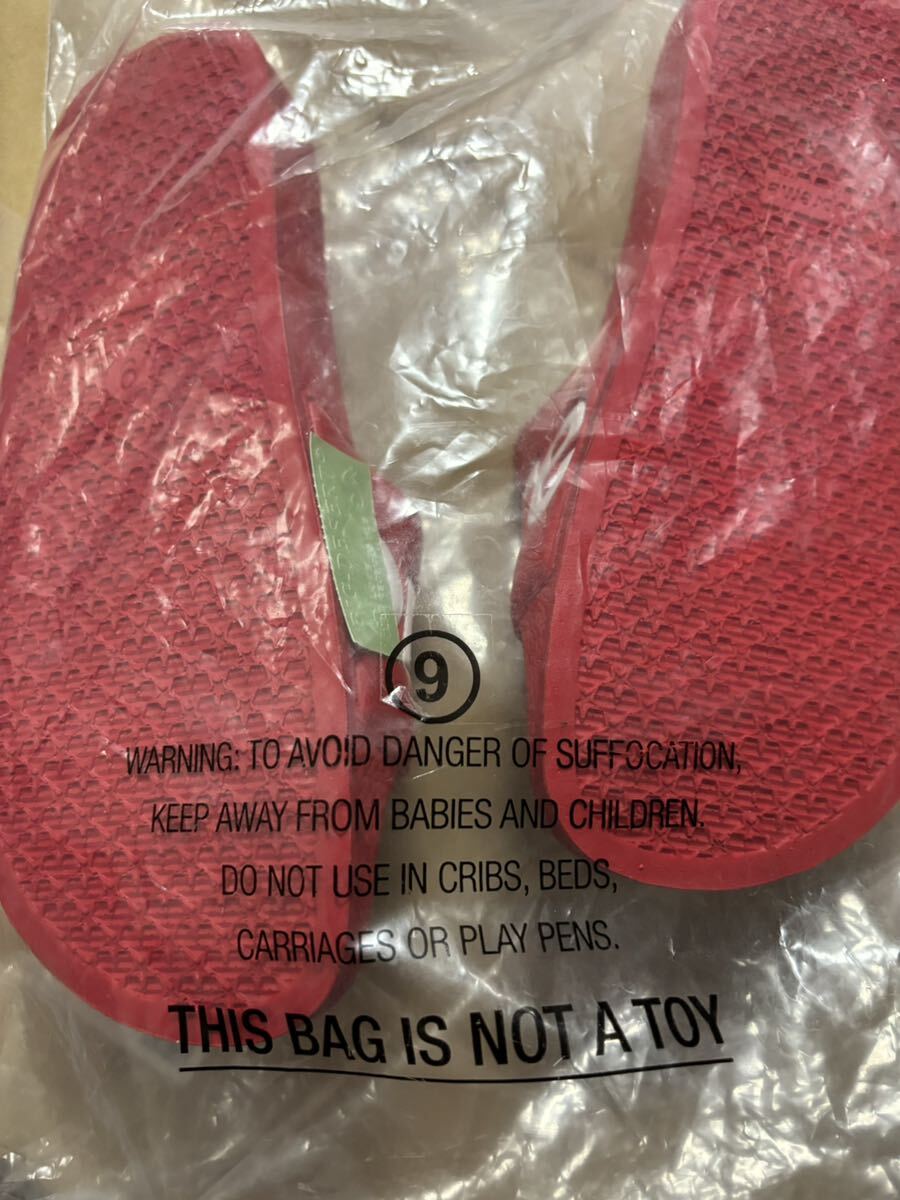 9
WARNING: TO AVOID DANGER OF SUFFOCATION,
KEEP AWAY FROM BABIES AND CHILDREN.
DO NOT USE IN CRIBS, BEDS,
CARRIAGES OR PLAY PENS.
THIS BAG IS NOT A TOY